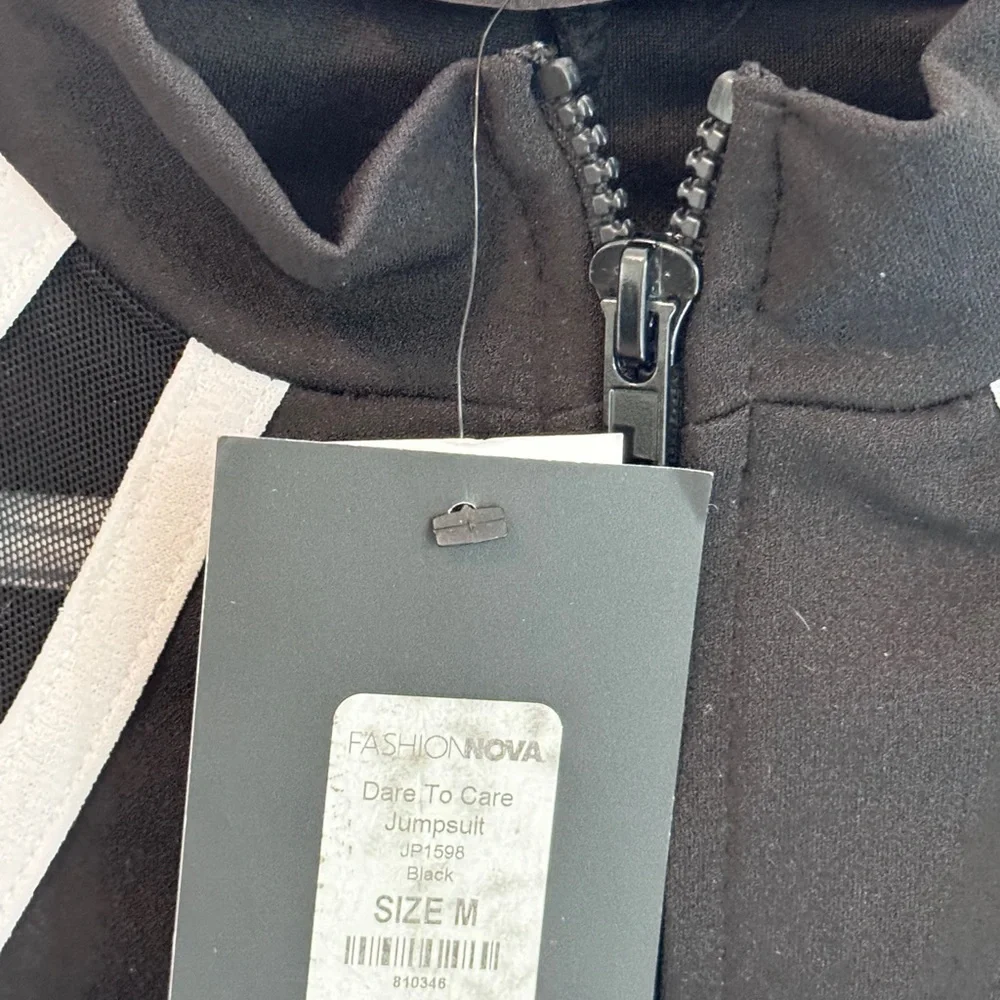 FASHIONNOVA
Dare To Care
Jumpsuit
JP1598
Black
SIZE M
810346